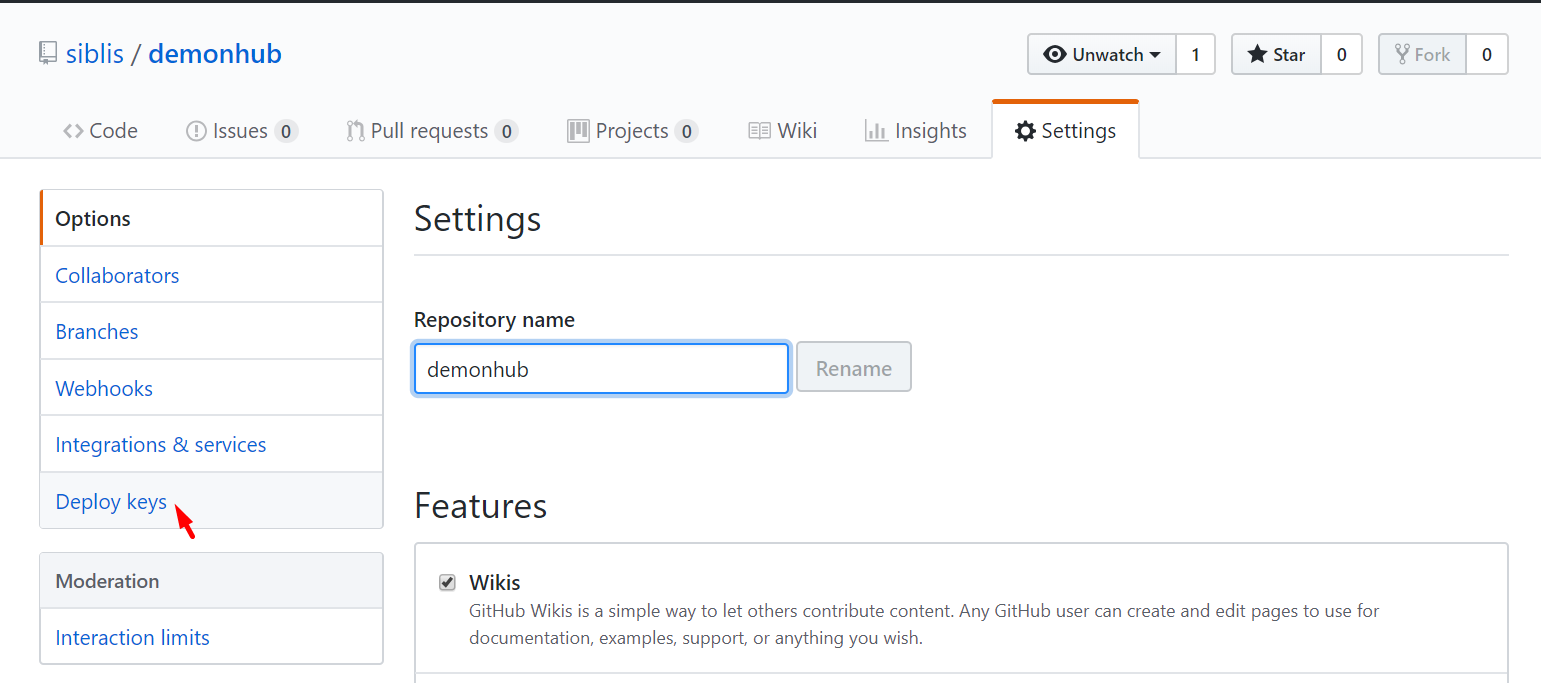 siblis / demonhub
Unwatch 1 Star 0 Fork 0
Code Issues 0 Pull requests 0 Projects 0 Wiki Insights Settings
Options
Collaborators
Branches
Webhooks
Integrations & services
Deploy keys
Moderation
Interaction limits
Settings
Repository name
demonhub Rename
Features
Wikis
GitHub Wikis is a simple way to let others contribute content. Any GitHub user can create and edit pages to use for
documentation, examples, support, or anything you wish.